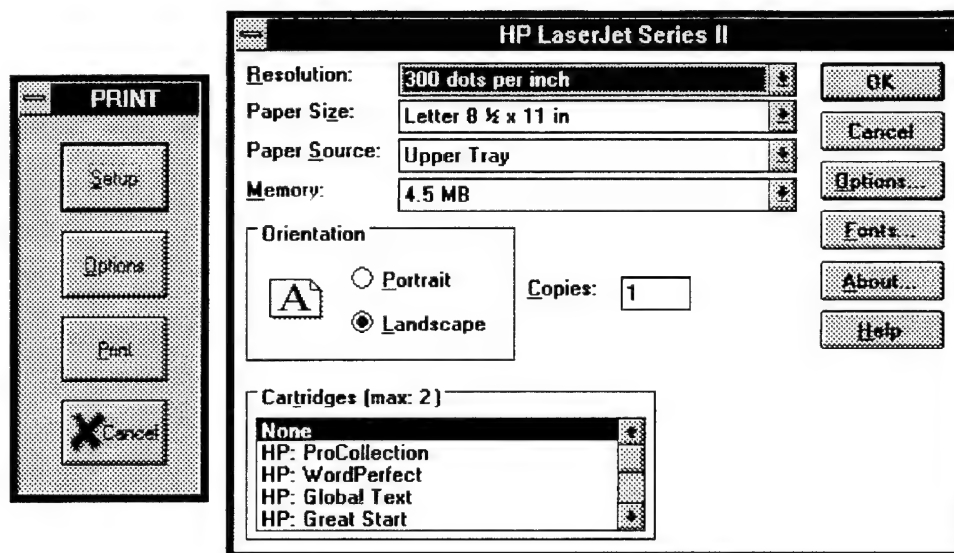 PRINT
Setup
Options
Print
Cancel
HP LaserJet Series II
Resolution: 300 dots per inch
Paper Size: Letter 8 ½ x 11 in
Paper Source: Upper Tray
Memory: 4.5 MB
OK
Cancel
Options...
Fonts...
About...
Help
Orientation
A
Portrait
Landscape
Copies: 1
Cartridges (max: 2)
None
HP: ProCollection
HP: WordPerfect
HP: Global Text
HP: Great Start